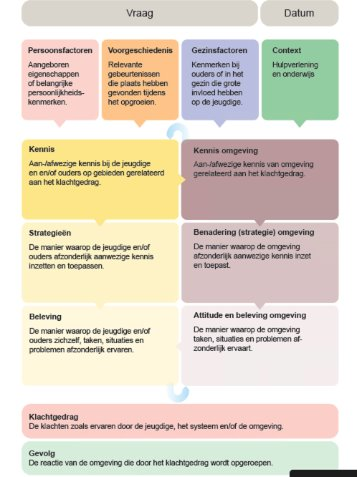 Vraag
Datum
Persoonsfactoren
Aangeboren
eigenschappen
of belangrijke
persoonlijkheids-
kenmerken.
Voorgeschiedenis
Relevante
gebeurtenissen
die plaats hebben
gevonden tijdens
het opgroeien.
Gezinsfactoren
Kenmerken bij
ouders of in het
gezin die grote
invloed hebben
op de jeugdige.
Context
Hulpverlening
en onderwijs
Kennis
Aan-/afwezige kennis bij de jeugdige
en en/of ouders op gebieden gerelateerd
aan het klachtgedrag.
Kennis omgeving
Aan-/afwezige kennis van omgeving
gerelateerd aan het klachtgedrag.
Strategieën
De manier waarop de jeugdige en/of
ouders afzonderlijk aanwezige kennis
inzetten en toepassen.
Benadering (strategie) omgeving
De manier waarop de omgeving
afzonderlijk aanwezige kennis inzet
en toepast.
Beleving
De manier waarop de jeugdige en/of
ouders zichzelf, taken, situaties en
problemen afzonderlijk ervaren.
Attitude en beleving omgeving
De manier waarop de omgeving
taken, situaties en problemen af-
zonderlijk ervaart.
Klachtgedrag
De klachten zoals ervaren door de jeugdige, het systeem en/of de omgeving.
Gevolg
De reactie van de omgeving die door het klachtgedrag wordt opgeroepen.